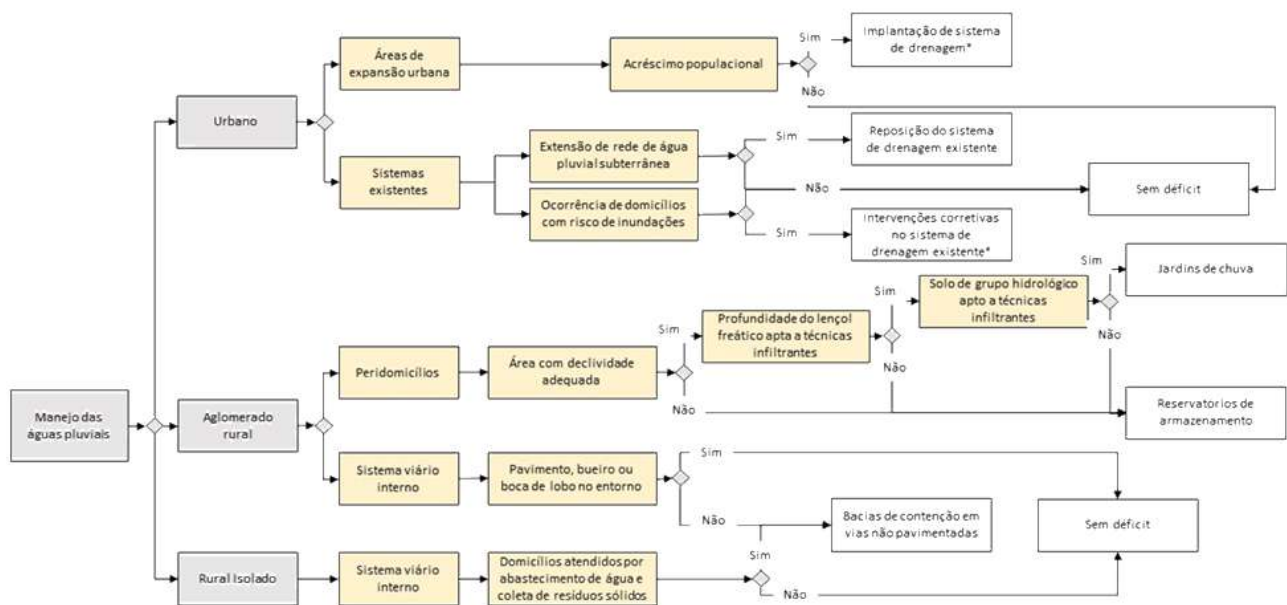 Manejo das
águas pluviais
Urbano
Áreas de
expansão urbana
Acréscimo populacional
Sim
Implantação de sistema
de drenagem*
Não
Sistemas
existentes
Extensão de rede de água
pluvial subterrânea
Sim
Reposição do sistema
de drenagem existente
Não
Sem déficit
Ocorrência de domicílios
com risco de inundações
Sim
Intervenções corretivas
no sistema de
drenagem existente*
Aglomerado
rural
Peridomicílios
Área com declividade
adequada
Sim
Profundidade do lençol
freático apta a técnicas
infiltrantes
Sim
Solo de grupo hidrológico
apto a técnicas
infiltrantes
Sim
Jardins de chuva
Não
Não
Não
Reservatórios de
armazenamento
Sistema viário
interno
Pavimento, bueiro ou
boca de lobo no entorno
Sim
Não
Bacias de contenção em
vias não pavimentadas
Sem déficit
Rural Isolado
Sistema viário
interno
Domicílios atendidos por
abastecimento de água e
coleta de resíduos sólidos
Sim
Não